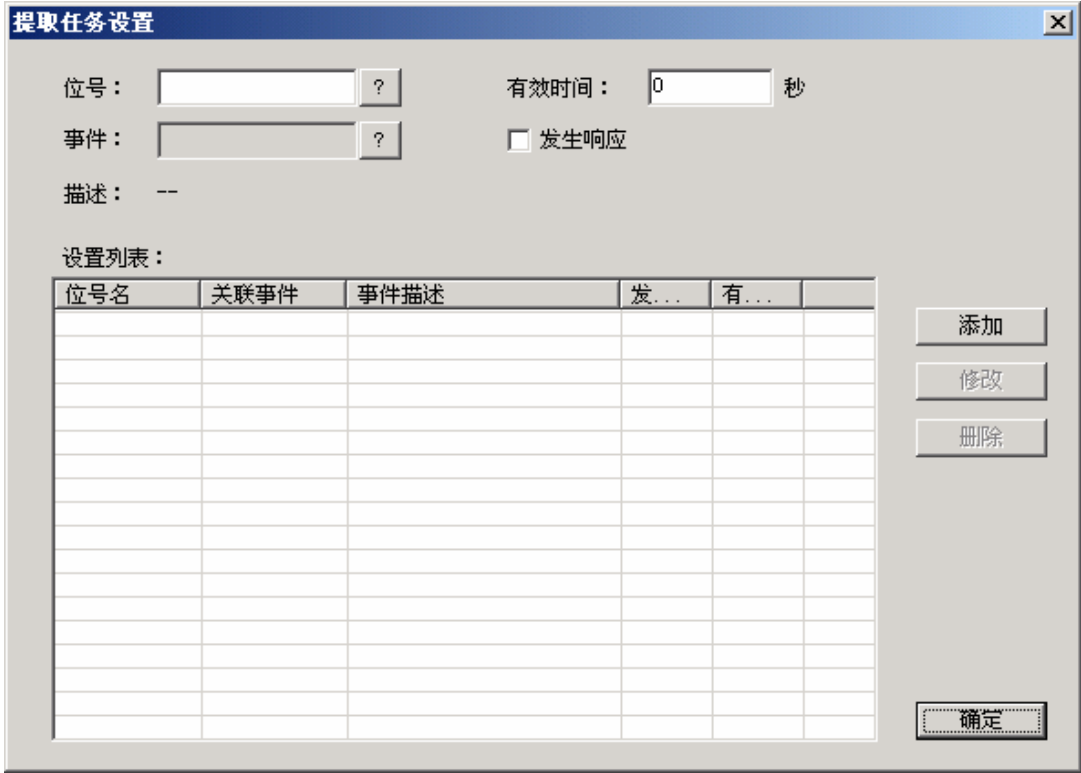 提取任务设置
位号： ? 有效时间： 0 秒
事件： ? 发生响应
描述： --
设置列表：
位号名 关联事件 事件描述 发... 有...
添加
修改
删除
确定